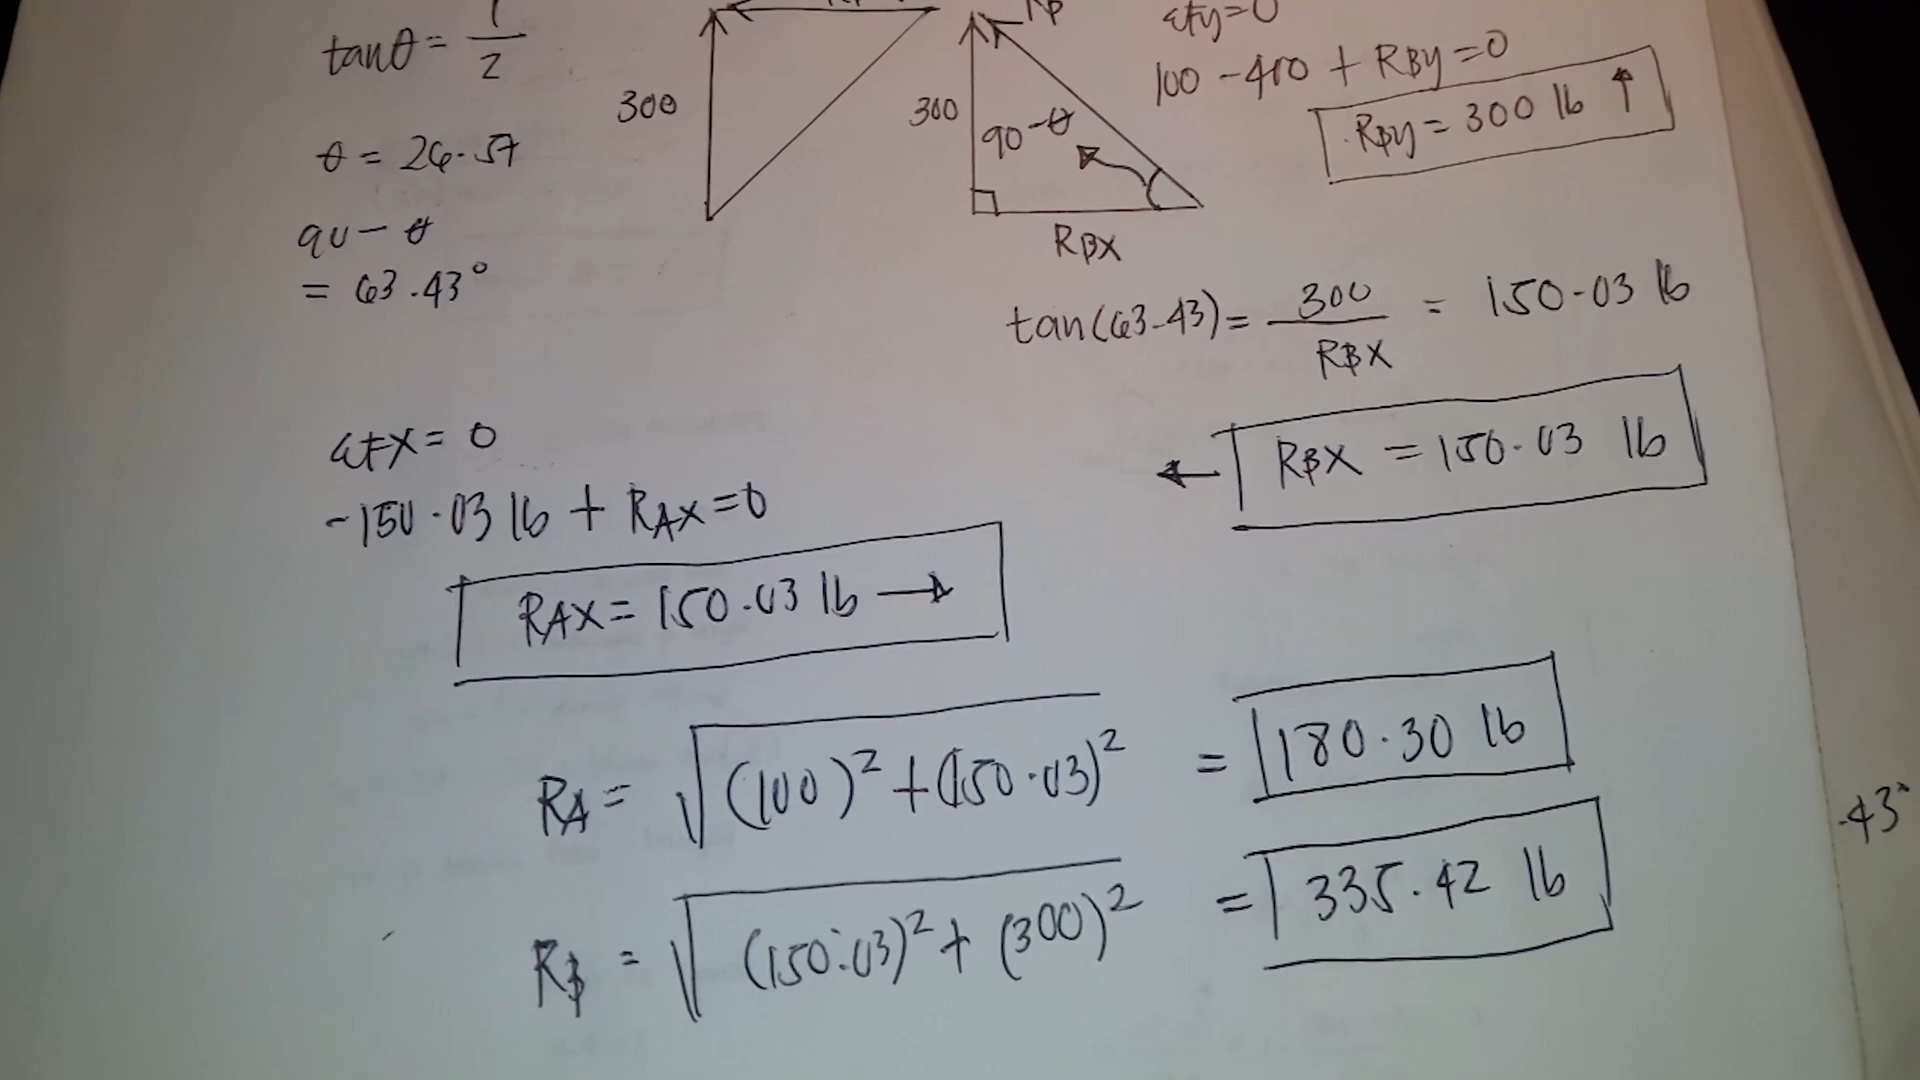 tanθ = 1/2
θ = 26.57
90 - θ
= 63.43°
300
300
90-θ
RBX
ΣFy=0
100 - 400 + RBy = 0
RBy = 300 lb ↑
tan(63.43) = 300/RBX = 150.03 lb
← RBX = 150.03 lb
ΣFX = 0
-150.03 lb + RAX = 0
RAX = 150.03 lb →
RA = √(100)² + (150.03)² = 180.30 lb
RB = √(150.03)² + (300)² = 335.42 lb
.43°